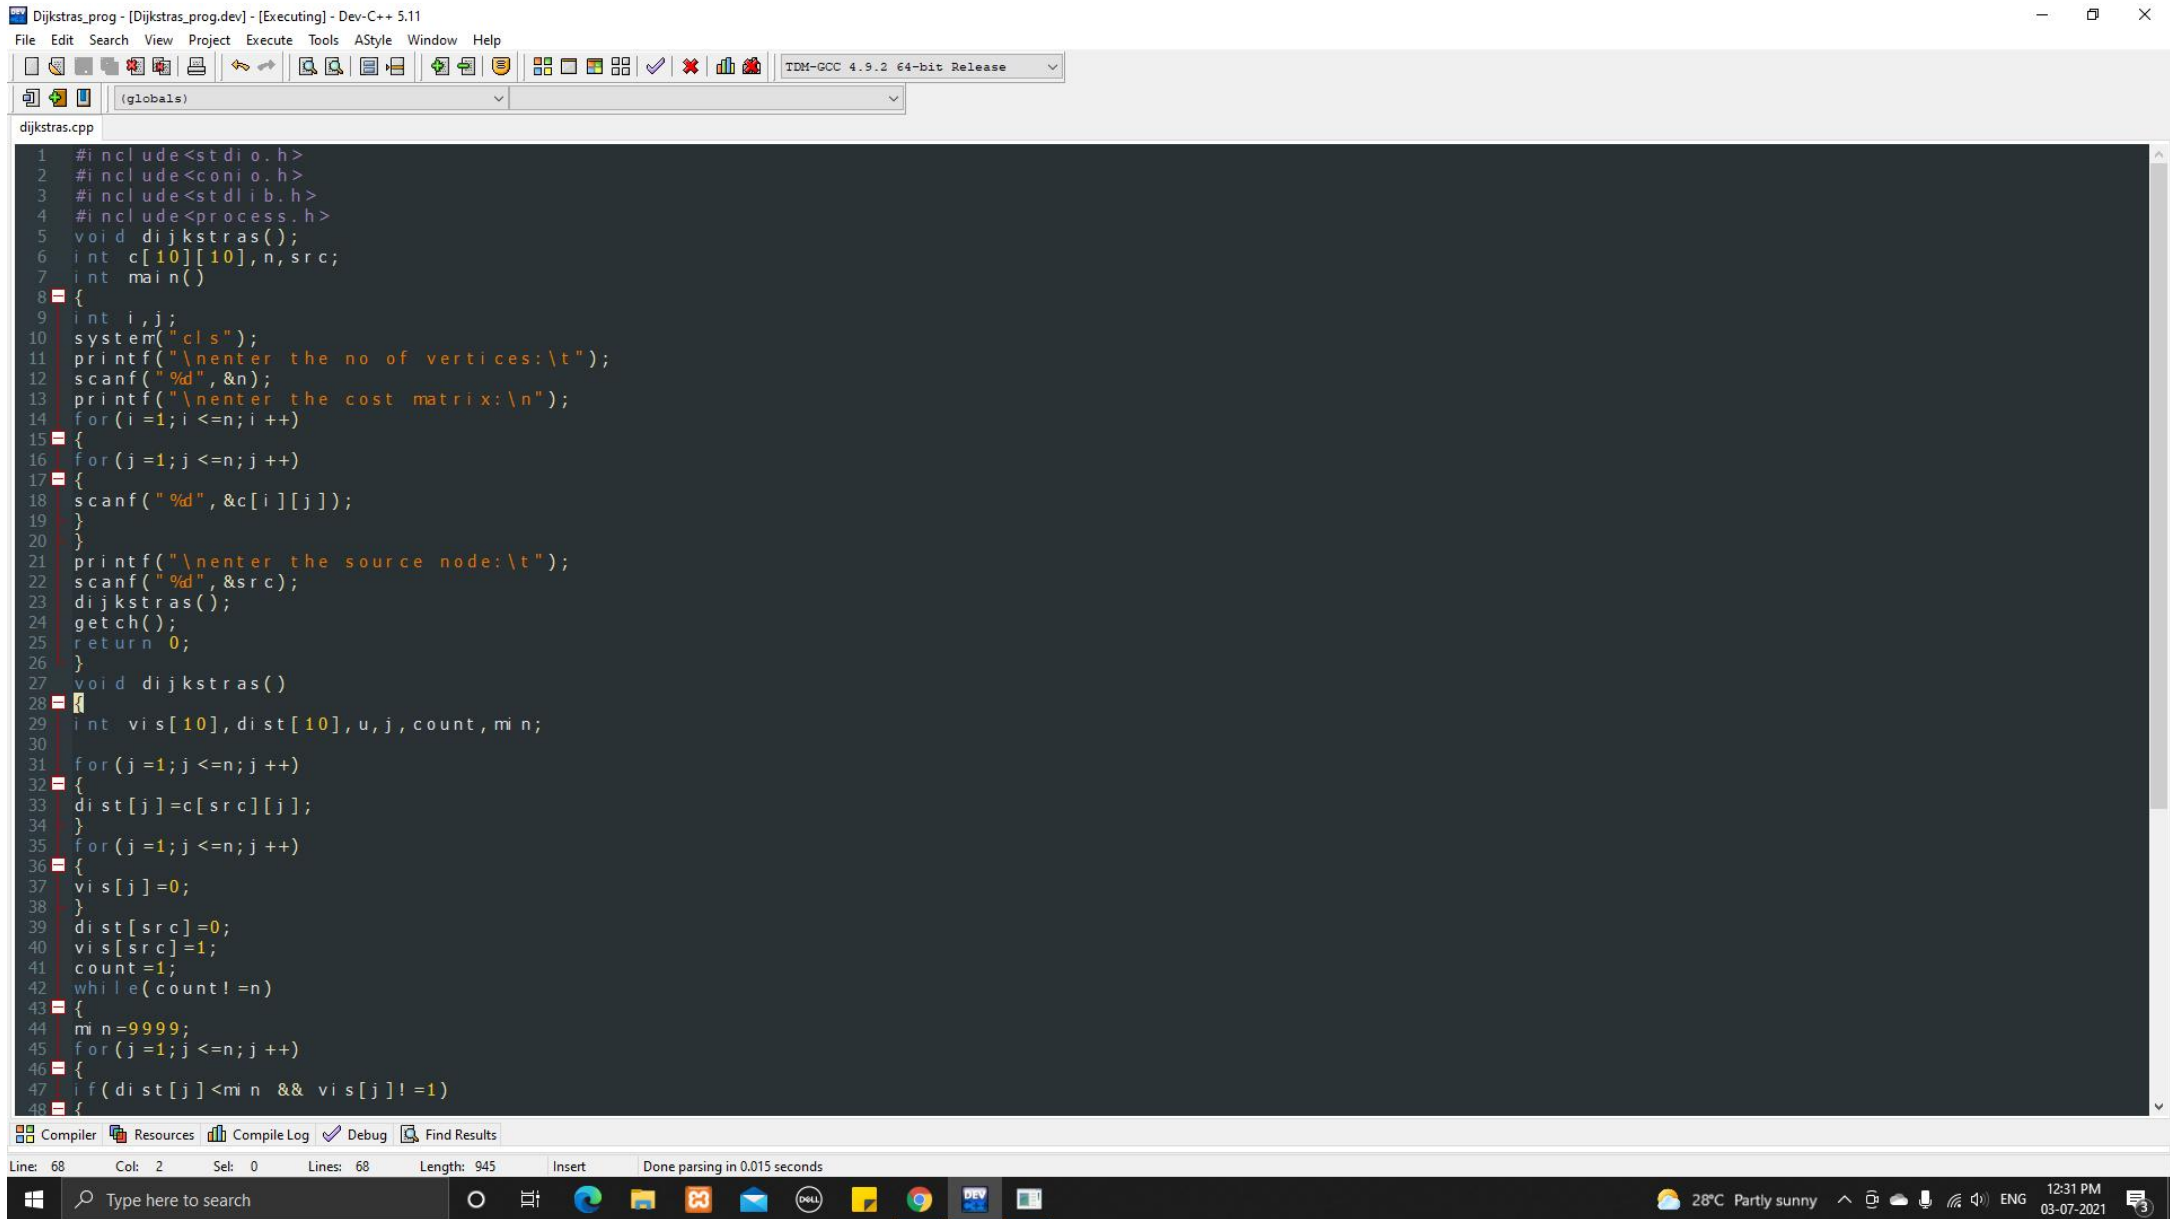 Dijkstras_prog - [Dijkstras_prog.dev] - [Executing] - Dev-C++ 5.11
File Edit Search View Project Execute Tools AStyle Window Help
TDM-GCC 4.9.2 64-bit Release
(globals)
dijkstras.cpp
1 #include<stdio.h>
2 #include<conio.h>
3 #include<stdlib.h>
4 #include<process.h>
5 void dijkstras();
6 int c[10][10],n,src;
7 int main()
8 {
9 int i,j;
10 system("cls");
11 printf("\nenter the no of vertices:\t");
12 scanf("%d",&n);
13 printf("\nenter the cost matrix:\n");
14 for(i=1;i<=n;i++)
15 {
16 for(j=1;j<=n;j++)
17 {
18 scanf("%d",&c[i][j]);
19 }
20 }
21 printf("\nenter the source node:\t");
22 scanf("%d",&src);
23 dijkstras();
24 getch();
25 return 0;
26 }
27 void dijkstras()
28 {
29 int vis[10],dist[10],u,j,count,min;
30
31 for(j=1;j<=n;j++)
32 {
33 dist[j]=c[src][j];
34 }
35 for(j=1;j<=n;j++)
36 {
37 vis[j]=0;
38 }
39 dist[src]=0;
40 vis[src]=1;
41 count=1;
42 while(count!=n)
43 {
44 min=9999;
45 for(j=1;j<=n;j++)
46 {
47 if(dist[j]<min && vis[j]!=1)
48 {
Compiler Resources Compile Log Debug Find Results
Line: 68 Col: 2 Sel: 0 Lines: 68 Length: 945 Insert Done parsing in 0.015 seconds
Type here to search DELL DEV 28°C Partly sunny ENG 12:31 PM
03-07-2021 3